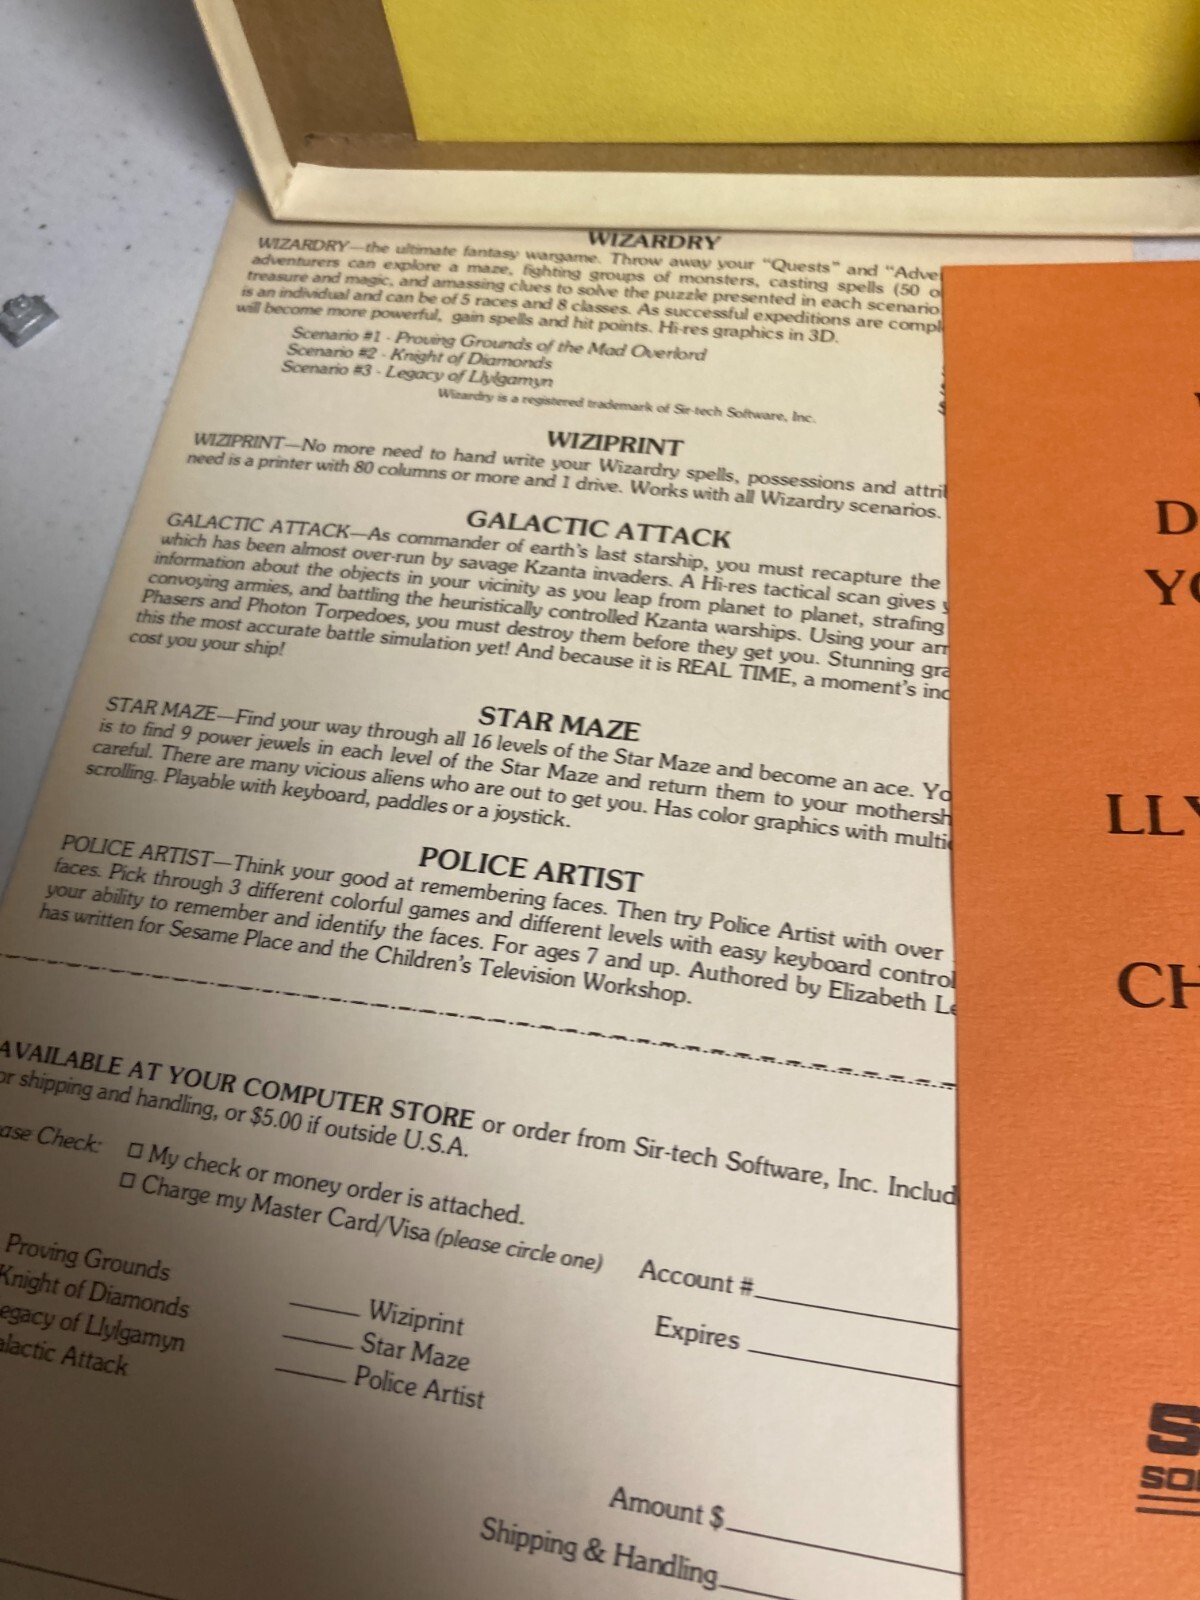 WIZARDRY
WIZARDRY—the ultimate fantasy wargame. Throw away your "Quests" and "Adve
adventurers can explore a maze, fighting groups of monsters, casting spells (50 o
treasure and magic, and amassing clues to solve the puzzle presented in each scenario
is an individual and can be of 5 races and 8 classes. As successful expeditions are compl
will become more powerful, gain spells and hit points. Hi-res graphics in 3D.
Scenario #1 - Proving Grounds of the Mad Overlord
Scenario #2 - Knight of Diamonds
Scenario #3 - Legacy of Llylgamyn
Wizardry is a registered trademark of Sir-tech Software, Inc.
WIZIPRINT
WIZIPRINT—No more need to hand write your Wizardry spells, possessions and attri
need is a printer with 80 columns or more and 1 drive. Works with all Wizardry scenarios.
GALACTIC ATTACK
GALACTIC ATTACK—As commander of earth's last starship, you must recapture the
which has been almost over-run by savage Kzanta invaders. A Hi-res tactical scan gives y
information about the objects in your vicinity as you leap from planet to planet, strafing
convoying armies, and battling the heuristically controlled Kzanta warships. Using your arr
Phasers and Photon Torpedoes, you must destroy them before they get you. Stunning gra
this the most accurate battle simulation yet! And because it is REAL TIME, a moment's inc
cost you your ship!
STAR MAZE
STAR MAZE—Find your way through all 16 levels of the Star Maze and become an ace. Yo
is to find 9 power jewels in each level of the Star Maze and return them to your mothersh
careful. There are many vicious aliens who are out to get you. Has color graphics with multi
scrolling. Playable with keyboard, paddles or a joystick.
POLICE ARTIST
POLICE ARTIST—Think your good at remembering faces. Then try Police Artist with over
faces. Pick through 3 different colorful games and different levels with easy keyboard control
your ability to remember and identify the faces. For ages 7 and up. Authored by Elizabeth Le
has written for Sesame Place and the Children's Television Workshop.
AVAILABLE AT YOUR COMPUTER STORE or order from Sir-tech Software, Inc. Includ
or shipping and handling, or $5.00 if outside U.S.A.
ase Check: □ My check or money order is attached.
□ Charge my Master Card/Visa (please circle one)
Account #
Expires
Proving Grounds
Knight of Diamonds
egacy of Llylgamyn
alactic Attack
Wiziprint
Star Maze
Police Artist
Amount $
Shipping & Handling
D
YO
LLY
CH
S
SO